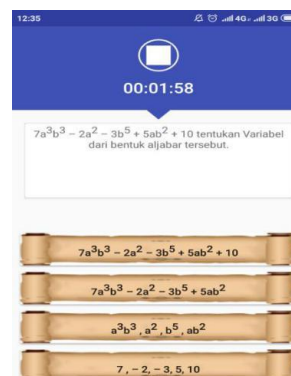 12:35 4G 3G
00:01:58
7a³b³ – 2a² – 3b⁵ + 5ab² + 10 tentukan Variabel
dari bentuk aljabar tersebut.
7a³b³ – 2a² – 3b⁵ + 5ab² + 10
7a³b³ – 2a² – 3b⁵ + 5ab²
a³b³ , a² , b⁵ , ab²
7 , – 2, – 3, 5, 10